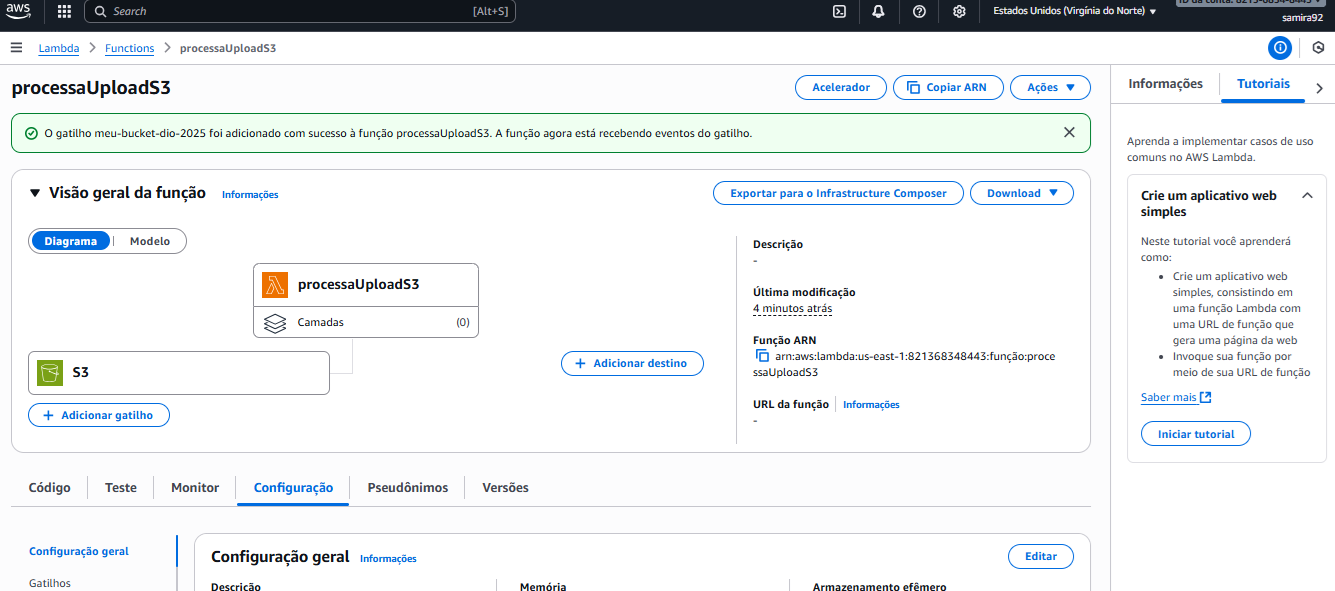 aws
Search [Alt+S]
Estados Unidos (Virgínia do Norte)
samira92
Lambda
Functions
processaUploadS3
processaUploadS3
Acelerador
Copiar ARN
Ações
O gatilho meu-bucket-dio-2025 foi adicionado com sucesso à função processaUploadS3. A função agora está recebendo eventos do gatilho.
Visão geral da função
Informações
Exportar para o Infrastructure Composer
Download
Diagrama
Modelo
processaUploadS3
Camadas (0)
S3
Adicionar gatilho
Adicionar destino
Descrição
-
Última modificação
4 minutos atrás
Função ARN
arn:aws:lambda:us-east-1:821368348443:função:proce
ssaUploadS3
URL da função
Informações
-
Código
Teste
Monitor
Configuração
Pseudônimos
Versões
Configuração geral
Gatilhos
Configuração geral
Informações
Editar
Descrição
Memória
Armazenamento efêmero
Informações
Tutoriais
Aprenda a implementar casos de uso
comuns no AWS Lambda.
Crie um aplicativo web
simples
Neste tutorial você aprenderá
como:
• Crie um aplicativo web
simples, consistindo em
uma função Lambda com
uma URL de função que
gera uma página da web
• Invoque sua função por
meio de sua URL de função
Saber mais
Iniciar tutorial